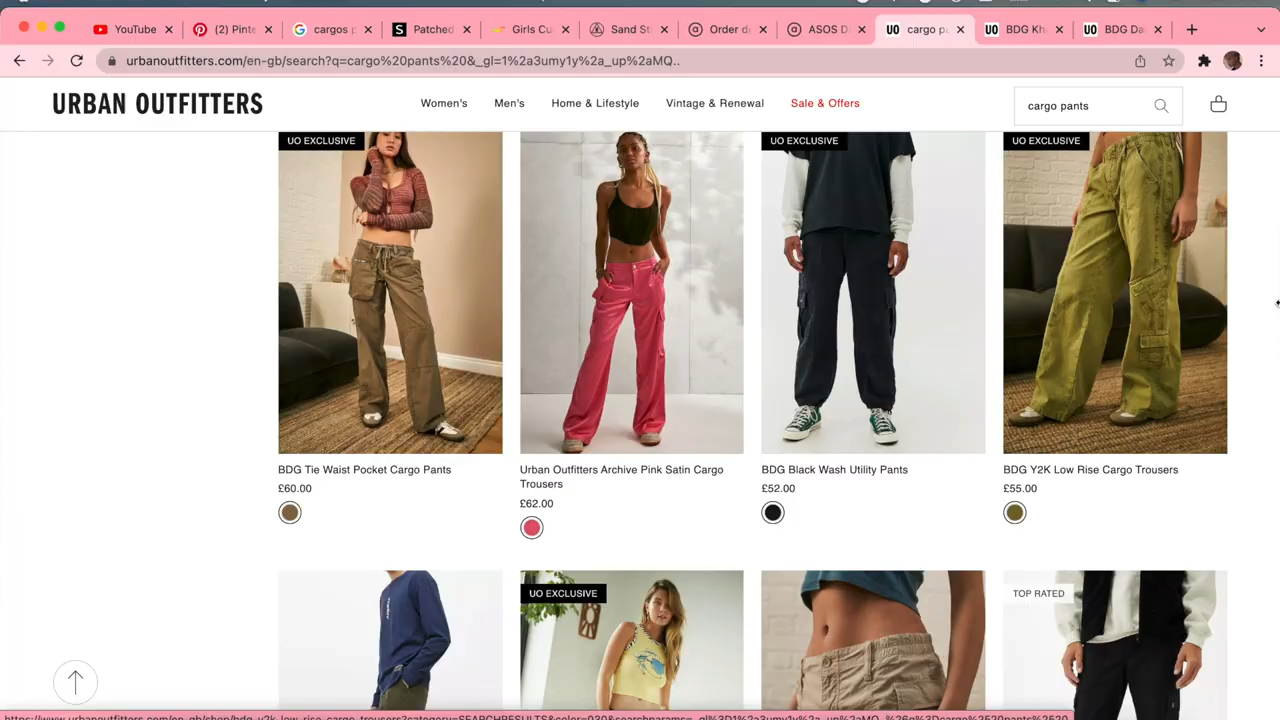 YouTube
(2) Pinte
cargos p
Patched
Girls Cu
Sand St
Order d
ASOS D
cargo p
BDG Kh
BDG Da
urbanoutfitters.com/en-gb/search?q=cargo%20pants%20&_gl=1%2a3umy1y%2a_up%2aMQ..
URBAN OUTFITTERS
Women's
Men's
Home & Lifestyle
Vintage & Renewal
Sale & Offers
cargo pants
UO EXCLUSIVE
UO EXCLUSIVE
UO EXCLUSIVE
BDG Tie Waist Pocket Cargo Pants
£60.00
Urban Outfitters Archive Pink Satin Cargo
Trousers
£62.00
BDG Black Wash Utility Pants
£52.00
BDG Y2K Low Rise Cargo Trousers
£55.00
UO EXCLUSIVE
TOP RATED